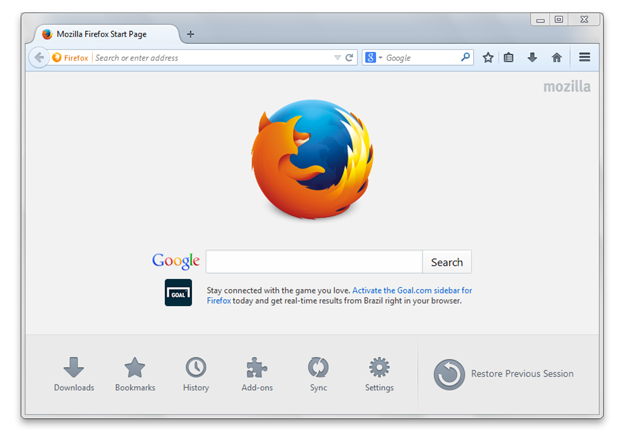 Mozilla Firefox Start Page
Firefox Search or enter address
Google
mozilla
Google Search
GOAL
Stay connected with the game you love. Activate the Goal.com sidebar for
Firefox today and get real-time results from Brazil right in your browser.
Downloads Bookmarks History Add-ons Sync Settings Restore Previous Session